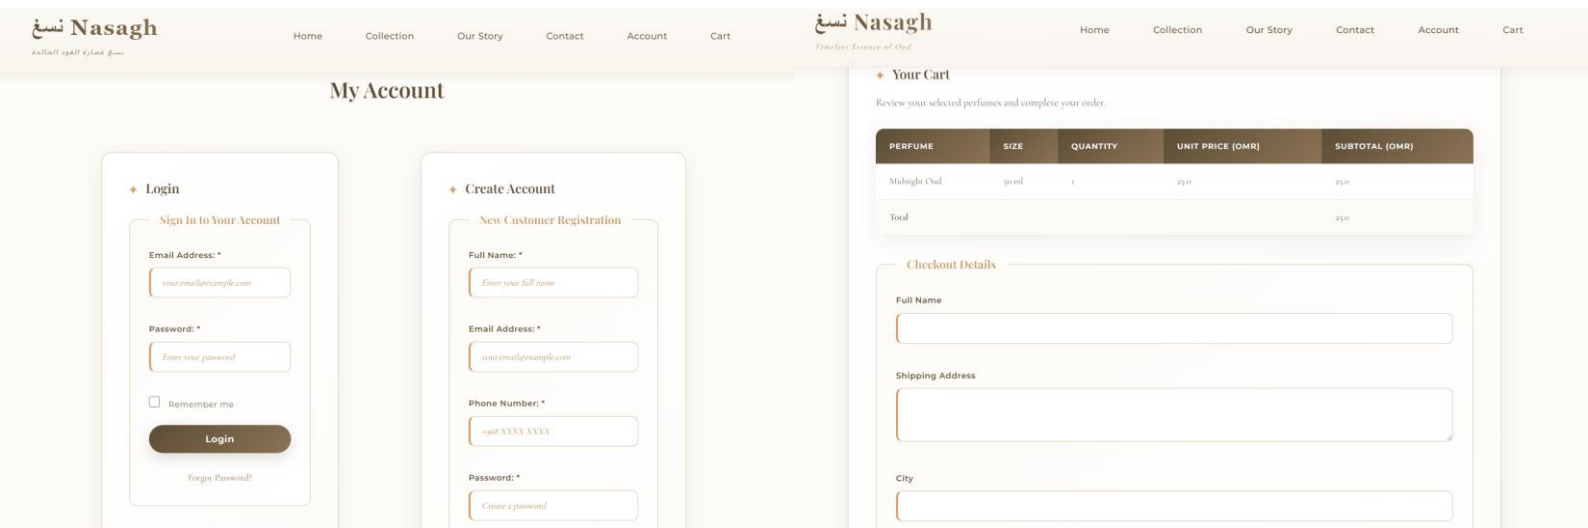 نسغ Nasagh
نسغ عصارة العود الخالدة
Home Collection Our Story Contact Account Cart
My Account
Login
Sign In to Your Account
Email Address: *
your.email@example.com
Password: *
Enter your password
Remember me
Login
Forgot Password?
Create Account
New Customer Registration
Full Name: *
Enter your full name
Email Address: *
your.email@example.com
Phone Number: *
+968 XXXX XXXX
Password: *
Create a password
نسغ Nasagh
Timeless Essence of Oud
Home Collection Our Story Contact Account Cart
Your Cart
Review your selected perfumes and complete your order.
PERFUME SIZE QUANTITY UNIT PRICE (OMR) SUBTOTAL (OMR)
Midnight Oud 50 ml 1 25.0 25.0
Total 25.0
Checkout Details
Full Name
Shipping Address
City